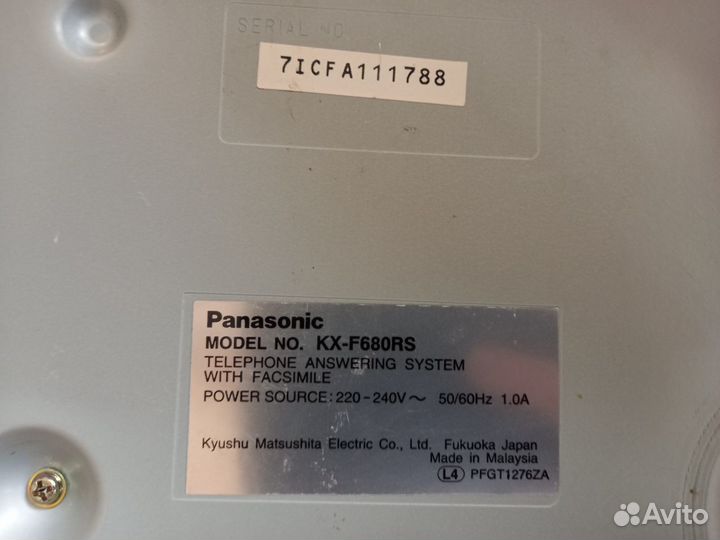 SERIAL NO.
7ICFA111788
Panasonic
MODEL NO. KX-F680RS
TELEPHONE ANSWERING SYSTEM
WITH FACSIMILE
POWER SOURCE: 220-240V~ 50/60Hz 1.0A
Kyushu Matsushita Electric Co., Ltd. Fukuoka Japan
Made in Malaysia
L4 PFGT1276ZA
Avito